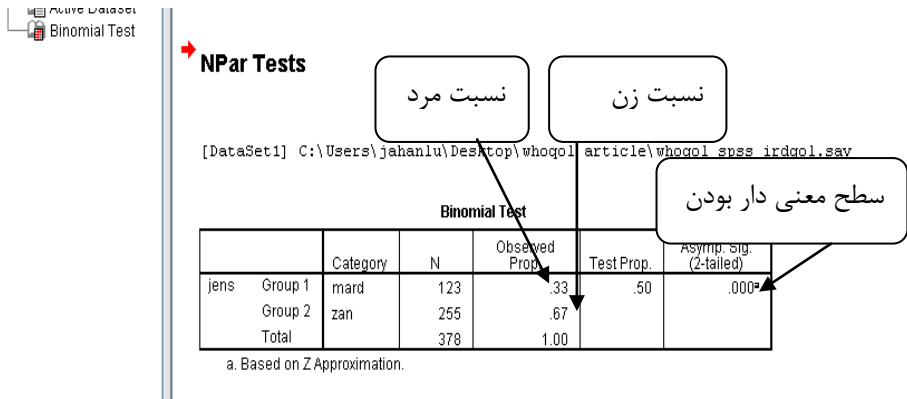 Active Dataset
Binomial Test
NPar Tests
نسبت مرد
نسبت زن
[DataSet1] C:\Users\jahanlu\Desktop\whoqol article\whoqol spss irdqol.sav
سطح معنی دار بودن
Binomial Test
Category N Observed Prop. Test Prop. Asymp. Sig. (2-tailed)
jens Group 1 mard 123 .33 .50 .000a
Group 2 zan 255 .67
Total 378 1.00
a. Based on Z Approximation.